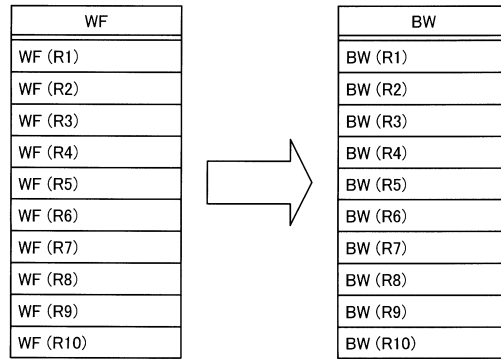 WF
WF (R1)
WF (R2)
WF (R3)
WF (R4)
WF (R5)
WF (R6)
WF (R7)
WF (R8)
WF (R9)
WF (R10)
BW
BW (R1)
BW (R2)
BW (R3)
BW (R4)
BW (R5)
BW (R6)
BW (R7)
BW (R8)
BW (R9)
BW (R10)